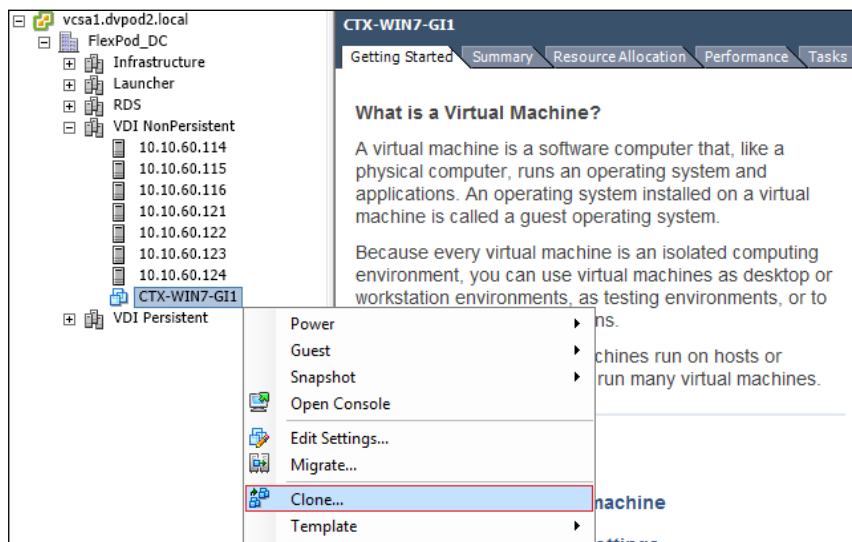 vcsa1.dvpod2.local
FlexPod_DC
Infrastructure
Launcher
RDS
VDI NonPersistent
10.10.60.114
10.10.60.115
10.10.60.116
10.10.60.121
10.10.60.122
10.10.60.123
10.10.60.124
CTX-WIN7-GI1
VDI Persistent
CTX-WIN7-GI1
Getting Started Summary Resource Allocation Performance Tasks
What is a Virtual Machine?
A virtual machine is a software computer that, like a
physical computer, runs an operating system and
applications. An operating system installed on a virtual
machine is called a guest operating system.
Because every virtual machine is an isolated computing
environment, you can use virtual machines as desktop or
workstation environments, as testing environments, or to
ns.
chines run on hosts or
run many virtual machines.
machine
Power
Guest
Snapshot
Open Console
Edit Settings...
Migrate...
Clone...
Template